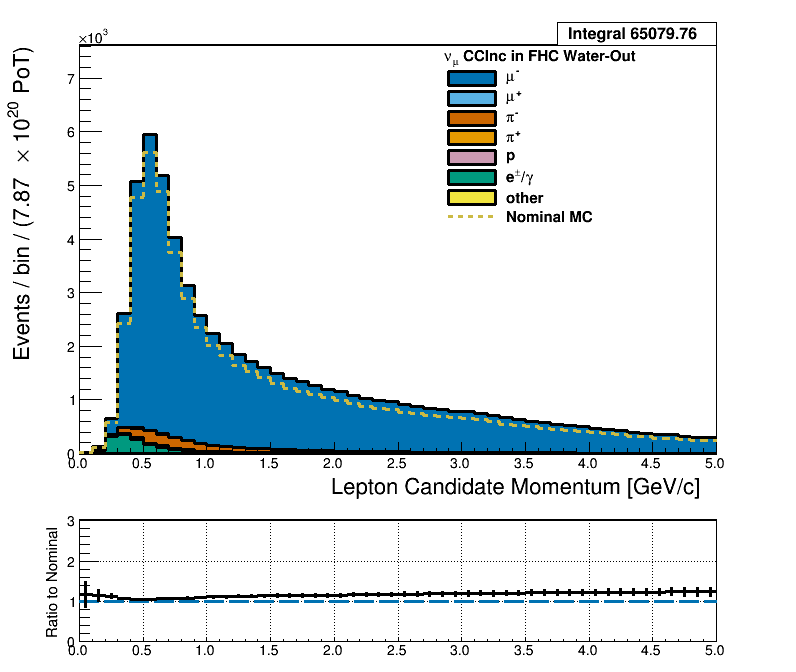 Integral 65079.76
×10³
ν_μ CCInc in FHC Water-Out
μ⁻
μ⁺
π⁻
π⁺
p
e±/γ
other
Nominal MC
Events / bin / (7.87 × 10²⁰ PoT)
7
6
5
4
3
2
1
0
0.0 0.5 1.0 1.5 2.0 2.5 3.0 3.5 4.0 4.5 5.0
Lepton Candidate Momentum [GeV/c]
Ratio to Nominal
3
2
1
0
0.0 0.5 1.0 1.5 2.0 2.5 3.0 3.5 4.0 4.5 5.0